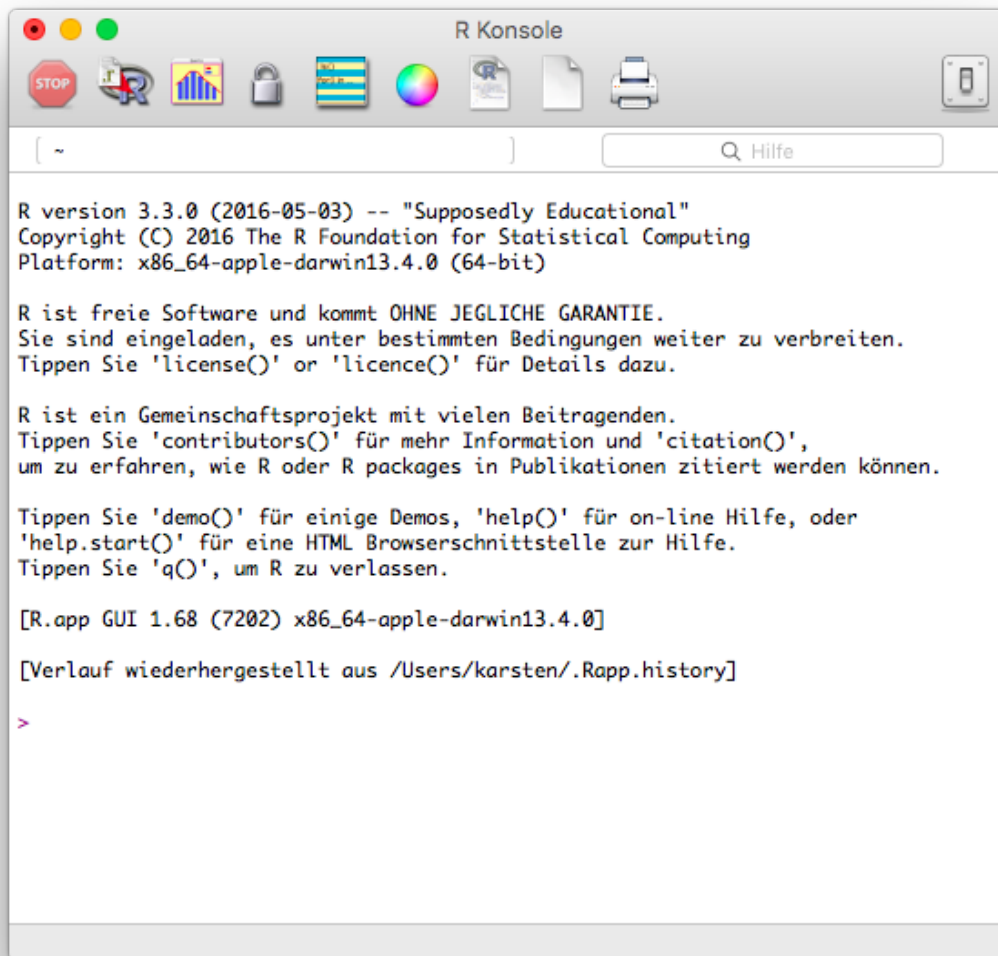 R Konsole
STOP
~
Hilfe
R version 3.3.0 (2016-05-03) -- "Supposedly Educational"
Copyright (C) 2016 The R Foundation for Statistical Computing
Platform: x86_64-apple-darwin13.4.0 (64-bit)
R ist freie Software und kommt OHNE JEGLICHE GARANTIE.
Sie sind eingeladen, es unter bestimmten Bedingungen weiter zu verbreiten.
Tippen Sie 'license()' or 'licence()' für Details dazu.
R ist ein Gemeinschaftsprojekt mit vielen Beitragenden.
Tippen Sie 'contributors()' für mehr Information und 'citation()',
um zu erfahren, wie R oder R packages in Publikationen zitiert werden können.
Tippen Sie 'demo()' für einige Demos, 'help()' für on-line Hilfe, oder
'help.start()' für eine HTML Browserschnittstelle zur Hilfe.
Tippen Sie 'q()', um R zu verlassen.
[R.app GUI 1.68 (7202) x86_64-apple-darwin13.4.0]
[Verlauf wiederhergestellt aus /Users/karsten/.Rapp.history]
>